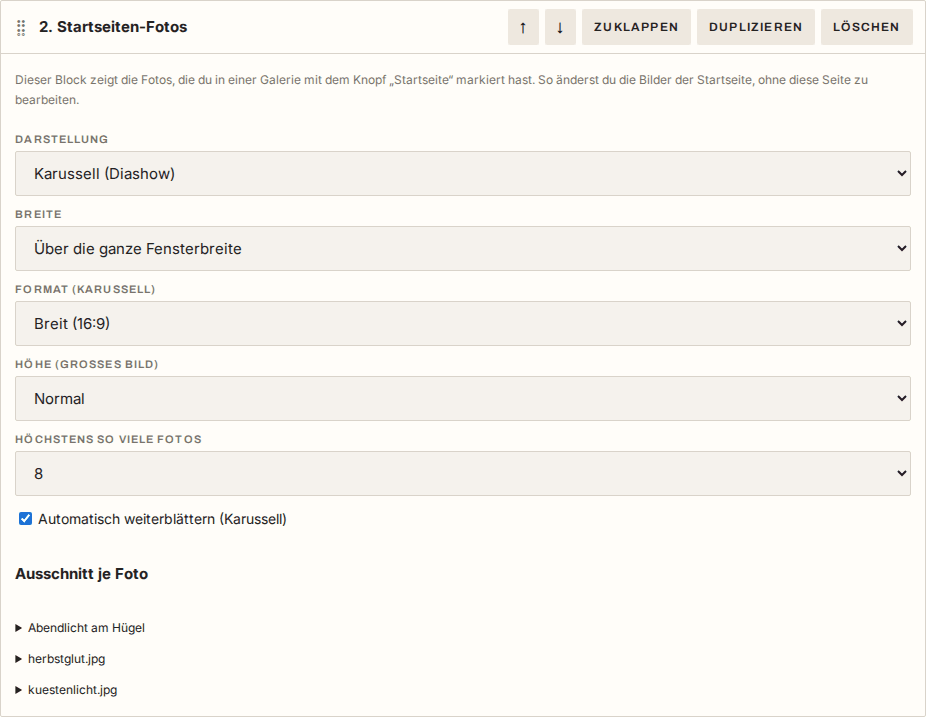 2. Startseiten-Fotos
↑ ↓ ZUKLAPPEN DUPLIZIEREN LÖSCHEN
Dieser Block zeigt die Fotos, die du in einer Galerie mit dem Knopf „Startseite“ markiert hast. So änderst du die Bilder der Startseite, ohne diese Seite zu
bearbeiten.
DARSTELLUNG
Karussell (Diashow)
BREITE
Über die ganze Fensterbreite
FORMAT (KARUSSELL)
Breit (16:9)
HÖHE (GROSSES BILD)
Normal
HÖCHSTENS SO VIELE FOTOS
8
Automatisch weiterblättern (Karussell)
Ausschnitt je Foto
Abendlicht am Hügel
herbstglut.jpg
kuestenlicht.jpg